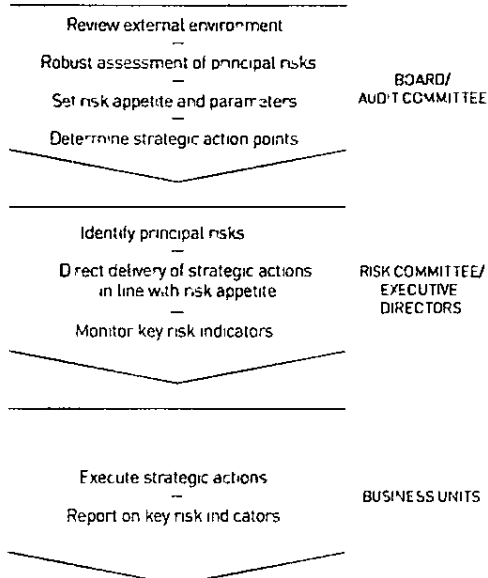 Review external environment
—
Robust assessment of principal risks
—
Set risk appetite and parameters
—
Determine strategic action points
BOARD/
AUDIT COMMITTEE
Identify principal risks
—
Direct delivery of strategic actions
in line with risk appetite
—
Monitor key risk indicators
RISK COMMITTEE/
EXECUTIVE
DIRECTORS
Execute strategic actions
—
Report on key risk indicators
BUSINESS UNITS